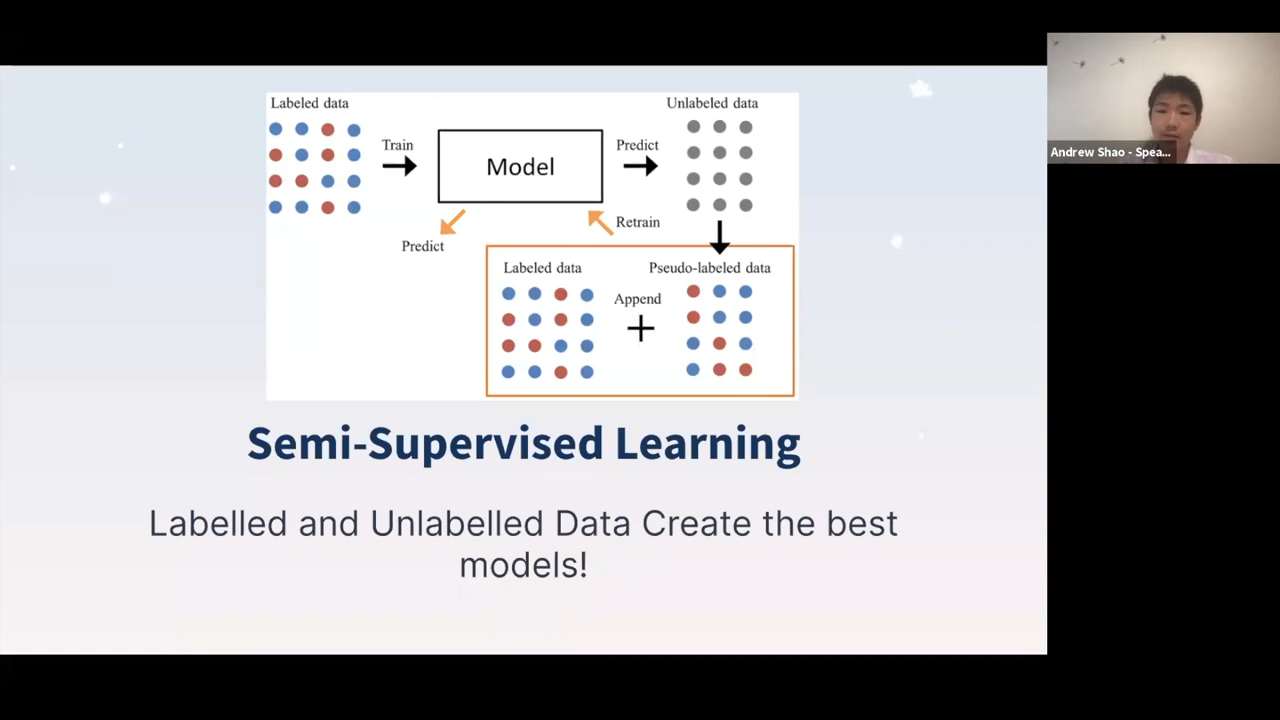 Labeled data
Unlabeled data
Train
Model
Predict
Predict
Retrain
Labeled data
Append
Pseudo-labeled data
Semi-Supervised Learning
Labelled and Unlabelled Data Create the best
models!
Andrew Shao - Spea...